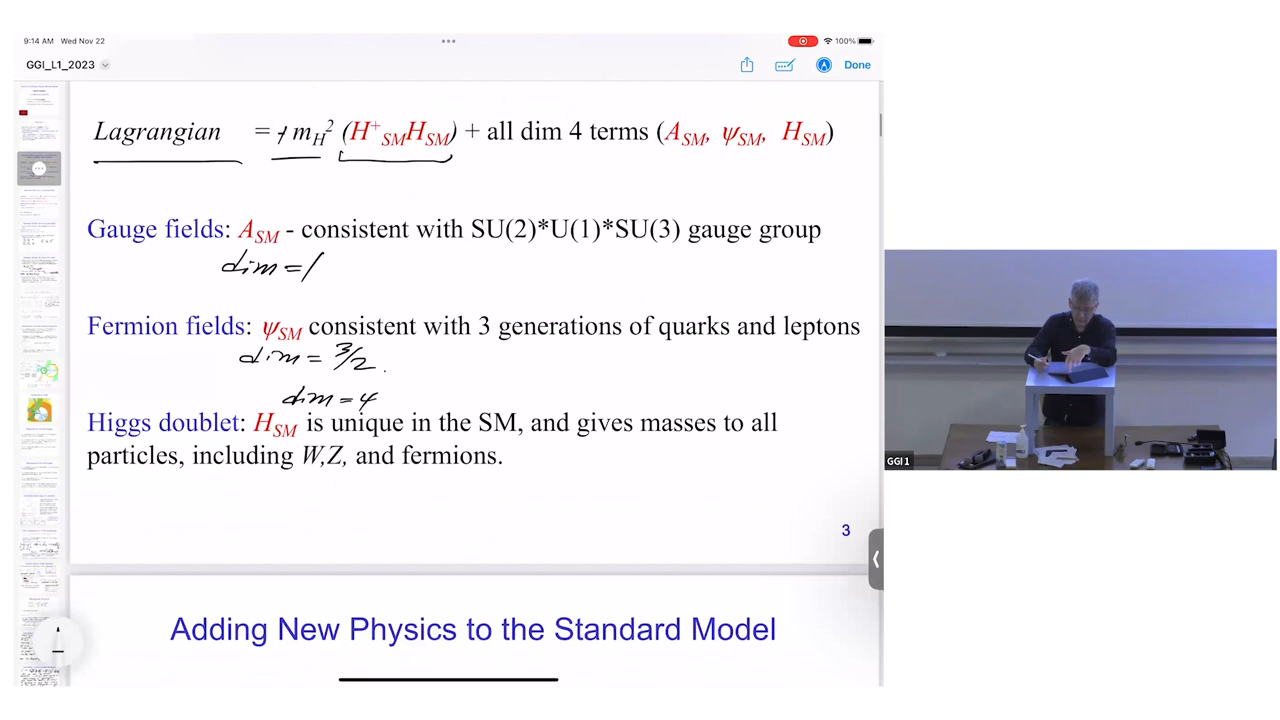 9:14 AM Wed Nov 22
100%
GGI_L1_2023
Done
Lagrangian = + m_H^2 (H^+_SM H_SM) + all dim 4 terms (A_SM, ψ_SM, H_SM)
Gauge fields: A_SM - consistent with SU(2)*U(1)*SU(3) gauge group
dim = 1
Fermion fields: ψ_SM consistent with 3 generations of quarks and leptons
dim = 3/2
dim = 4
Higgs doublet: H_SM is unique in the SM, and gives masses to all
particles, including W,Z, and fermions.
3
Adding New Physics to the Standard Model
GGI 1